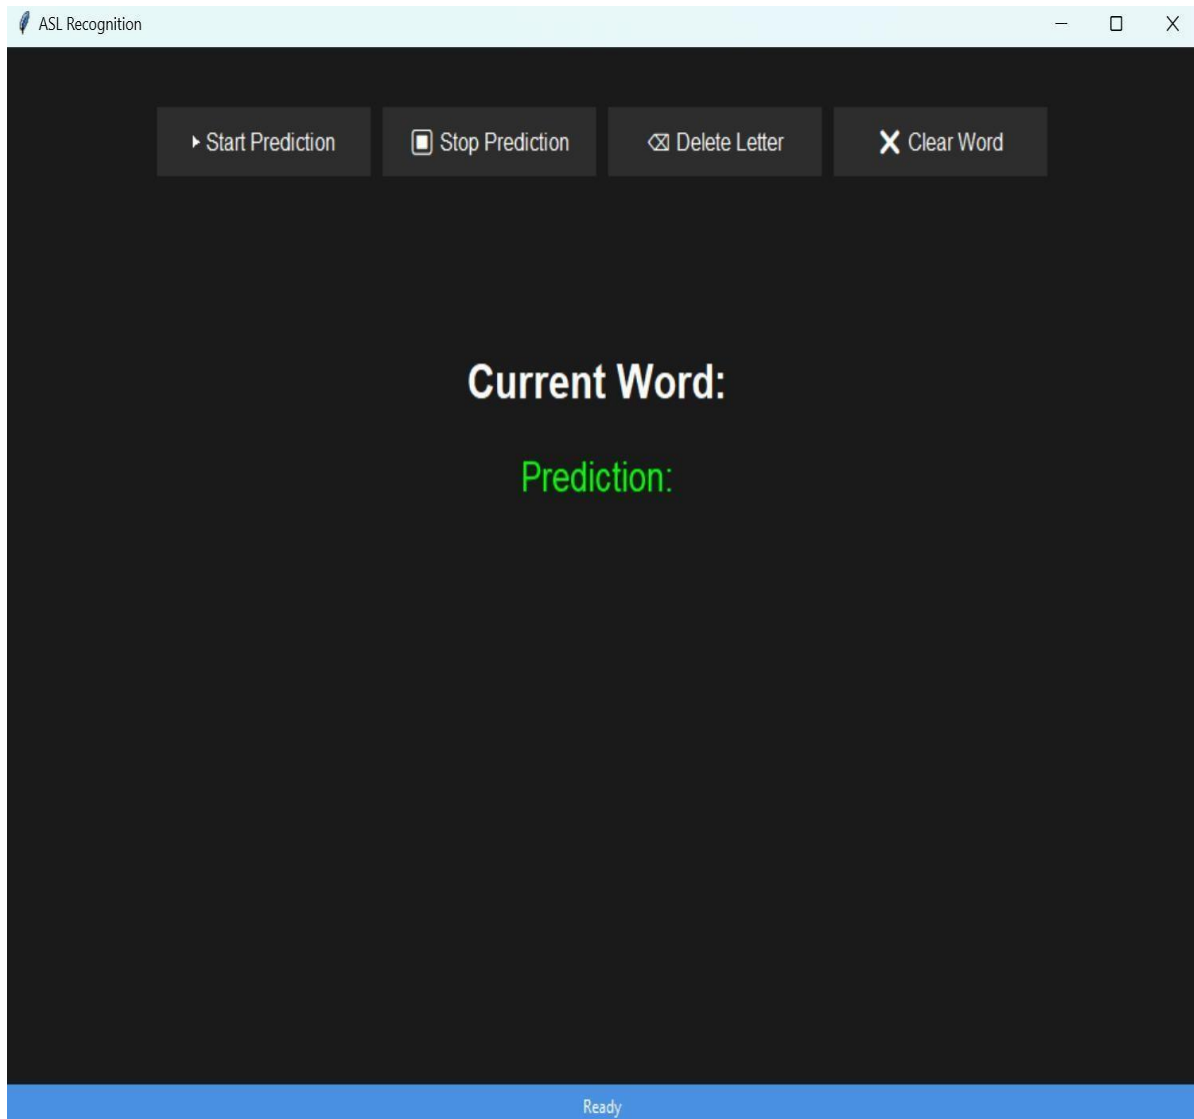 ASL Recognition
Start Prediction Stop Prediction Delete Letter Clear Word
Current Word:
Prediction:
Ready